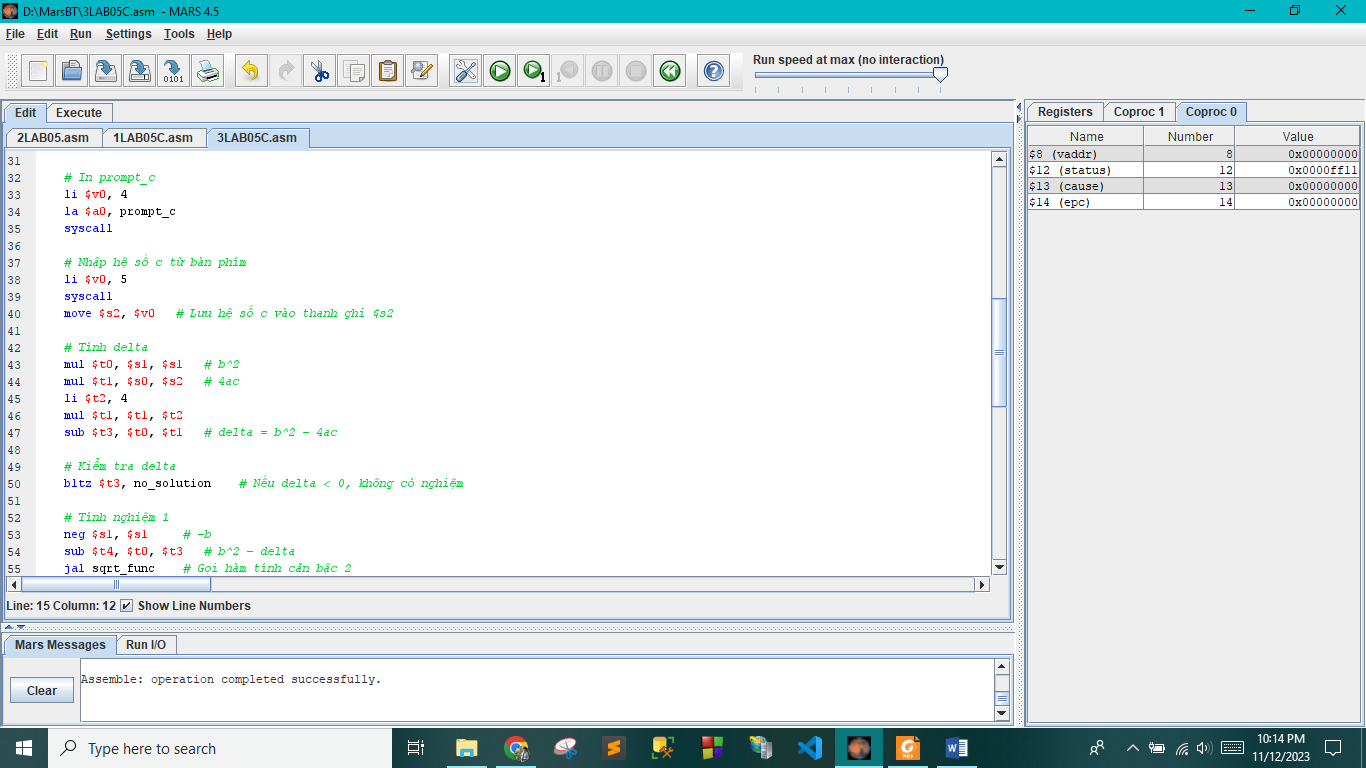 D:\MarsBT\3LAB05C.asm - MARS 4.5
File Edit Run Settings Tools Help
Run speed at max (no interaction)
Edit Execute
2LAB05.asm 1LAB05C.asm 3LAB05C.asm
31
32 # In prompt_c
33 li $v0, 4
34 la $a0, prompt_c
35 syscall
36
37 # Nhập hệ số c từ bàn phím
38 li $v0, 5
39 syscall
40 move $s2, $v0 # Lưu hệ số c vào thanh ghi $s2
41
42 # Tính delta
43 mul $t0, $s1, $s1 # b^2
44 mul $t1, $s0, $s2 # 4ac
45 li $t2, 4
46 mul $t1, $t1, $t2
47 sub $t3, $t0, $t1 # delta = b^2 - 4ac
48
49 # Kiểm tra delta
50 bltz $t3, no_solution # Nếu delta < 0, không có nghiệm
51
52 # Tính nghiệm 1
53 neg $s1, $s1 # -b
54 sub $t4, $t0, $t3 # b^2 - delta
55 jal sqrt_func # Gọi hàm tính căn bậc 2
Line: 15 Column: 12 Show Line Numbers
Mars Messages Run I/O
Clear
Assemble: operation completed successfully.
Registers Coproc 1 Coproc 0
Name Number Value
$8 (vaddr) 8 0x00000000
$12 (status) 12 0x0000ff11
$13 (cause) 13 0x00000000
$14 (epc) 14 0x00000000
Type here to search
10:14 PM
11/12/2023